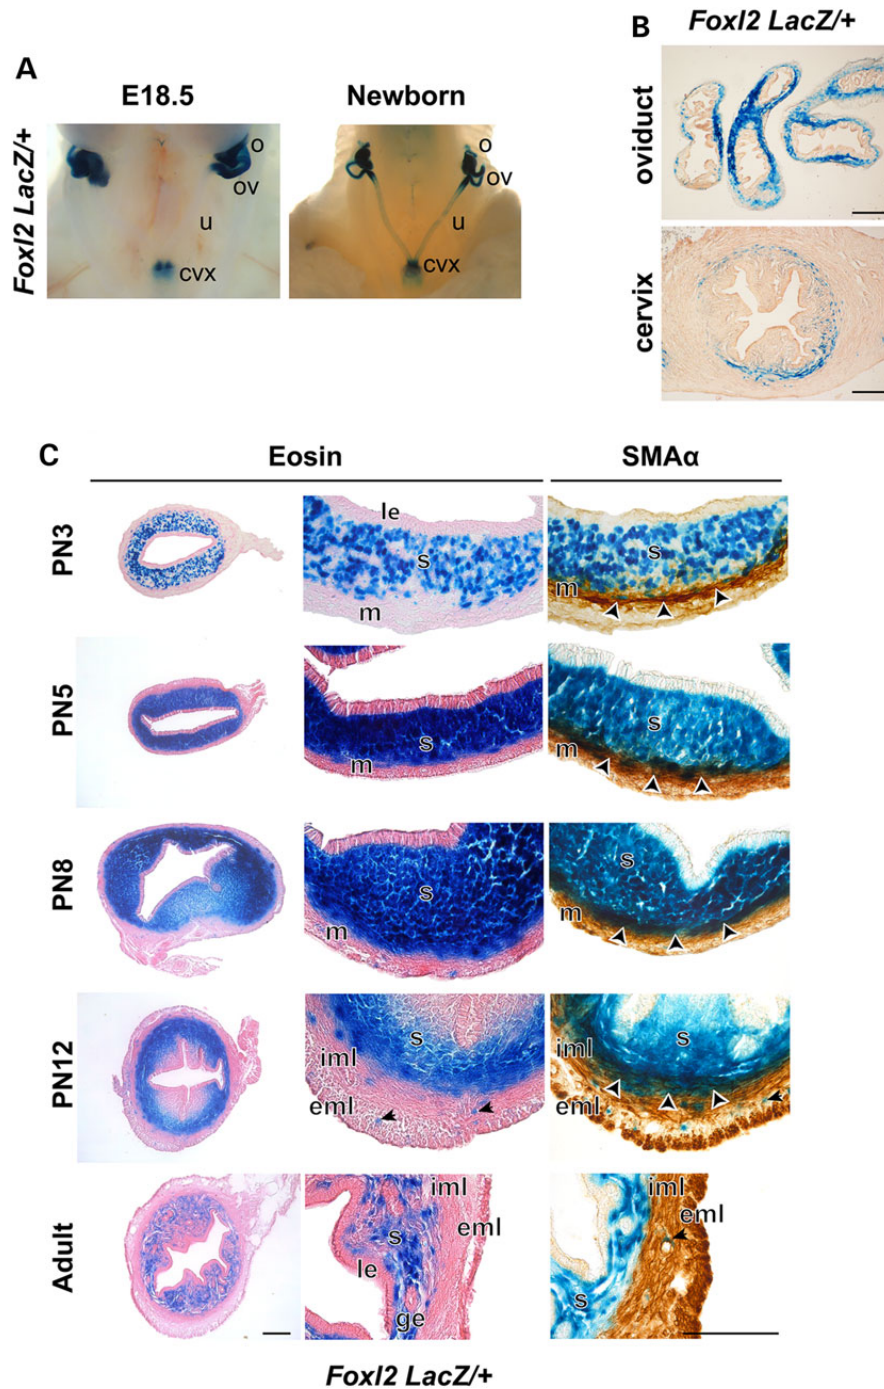 A
E18.5
Newborn
Foxl2 LacZ/+
o
ov
u
cvx
o
ov
u
cvx
B
Foxl2 LacZ/+
oviduct
cervix
C
Eosin
SMAα
PN3
le
s
m
s
m
PN5
s
m
s
m
PN8
s
m
s
m
PN12
s
iml
eml
s
iml
eml
Adult
iml
s
eml
le
ge
iml
eml
s
Foxl2 LacZ/+